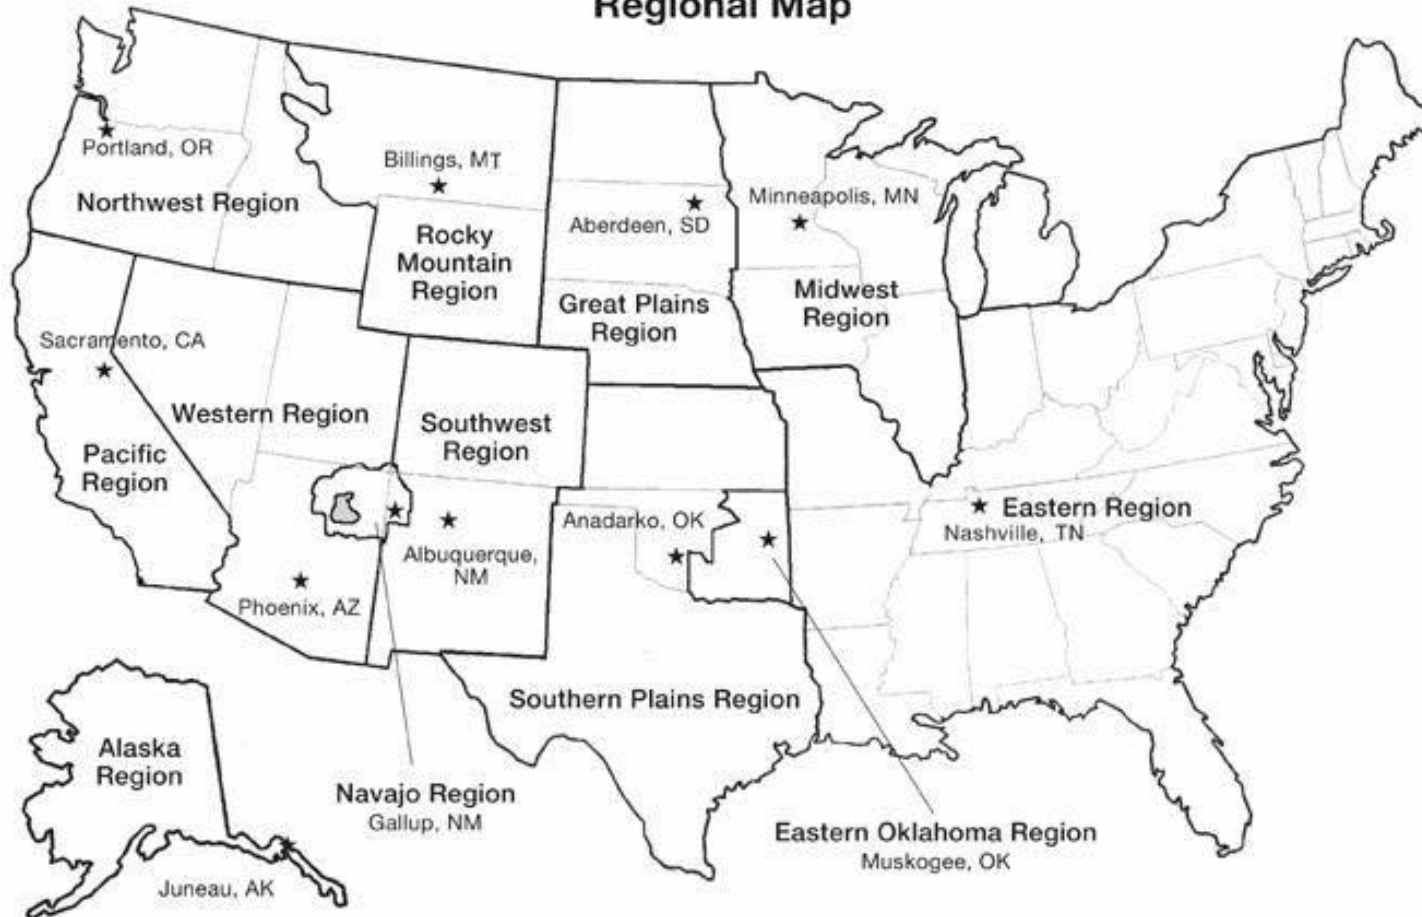 Regional Map
Portland, OR
Northwest Region
Billings, MT
Rocky
Mountain
Region
Aberdeen, SD
Great Plains
Region
Minneapolis, MN
Midwest
Region
Sacramento, CA
Pacific
Region
Western Region
Southwest
Region
Phoenix, AZ
Albuquerque,
NM
Anadarko, OK
Eastern Region
Nashville, TN
Southern Plains Region
Alaska
Region
Juneau, AK
Navajo Region
Gallup, NM
Eastern Oklahoma Region
Muskogee, OK